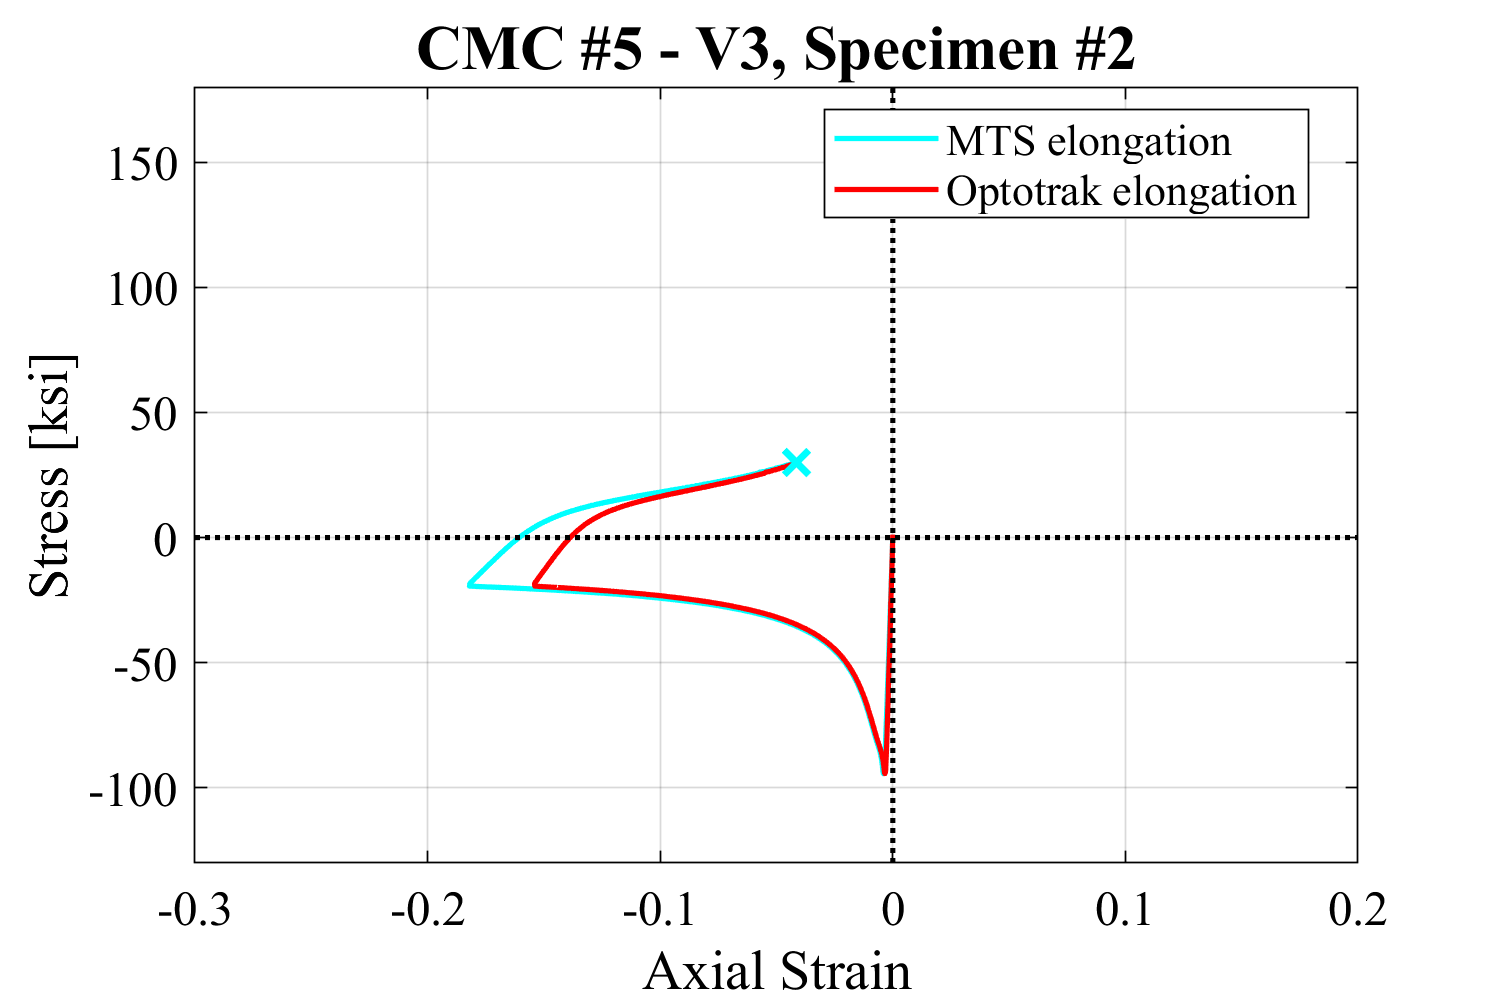 CMC #5 - V3, Specimen #2
MTS elongation
Optotrak elongation
150
100
50
0
-50
-100
Stress [ksi]
-0.3 -0.2 -0.1 0 0.1 0.2
Axial Strain